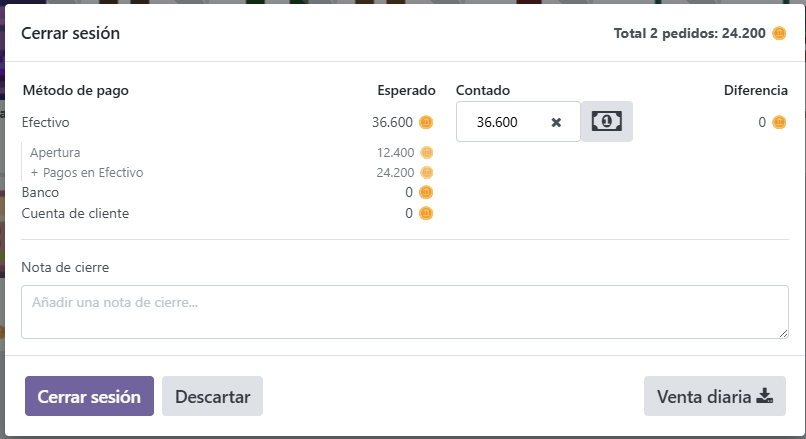 Cerrar sesión
Total 2 pedidos: 24.200
Método de pago Esperado Contado Diferencia
Efectivo 36.600 36.600 0
Apertura 12.400
+ Pagos en Efectivo 24.200
Banco 0
Cuenta de cliente 0
Nota de cierre
Añadir una nota de cierre...
Cerrar sesión Descartar Venta diaria